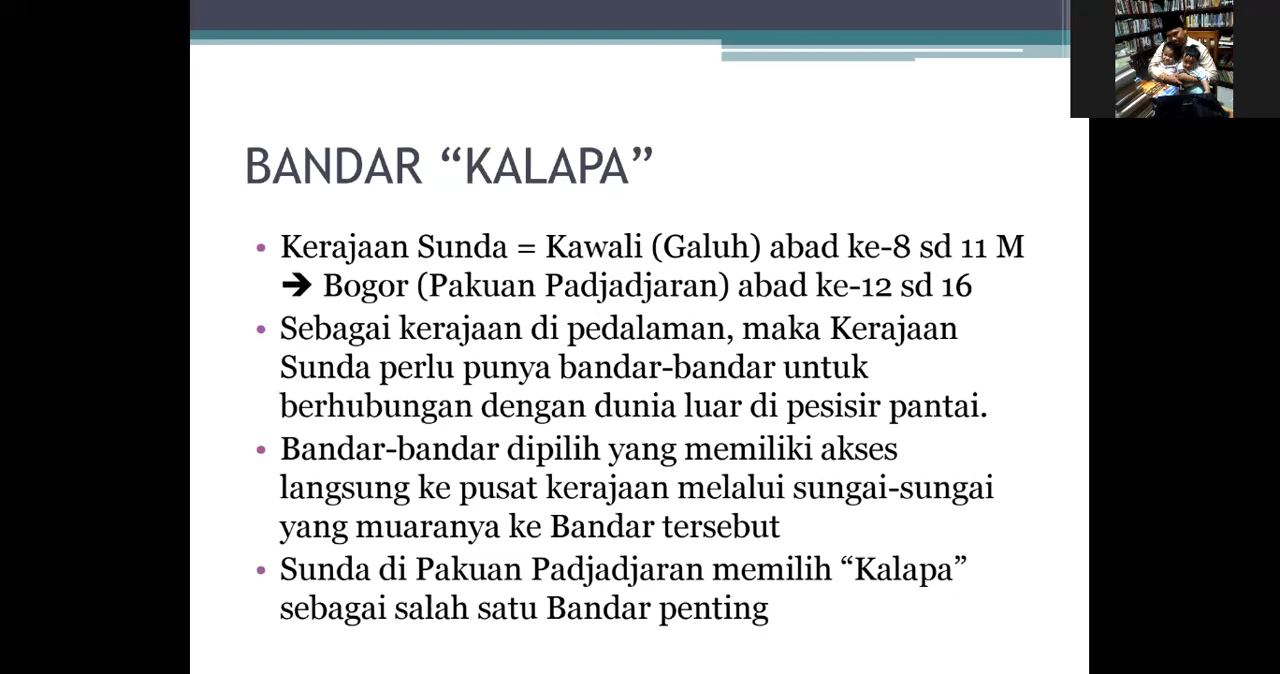 BANDAR “KALAPA”
• Kerajaan Sunda = Kawali (Galuh) abad ke-8 sd 11 M
➔ Bogor (Pakuan Padjadjaran) abad ke-12 sd 16
• Sebagai kerajaan di pedalaman, maka Kerajaan
Sunda perlu punya bandar-bandar untuk
berhubungan dengan dunia luar di pesisir pantai.
• Bandar-bandar dipilih yang memiliki akses
langsung ke pusat kerajaan melalui sungai-sungai
yang muaranya ke Bandar tersebut
• Sunda di Pakuan Padjadjaran memilih “Kalapa”
sebagai salah satu Bandar penting